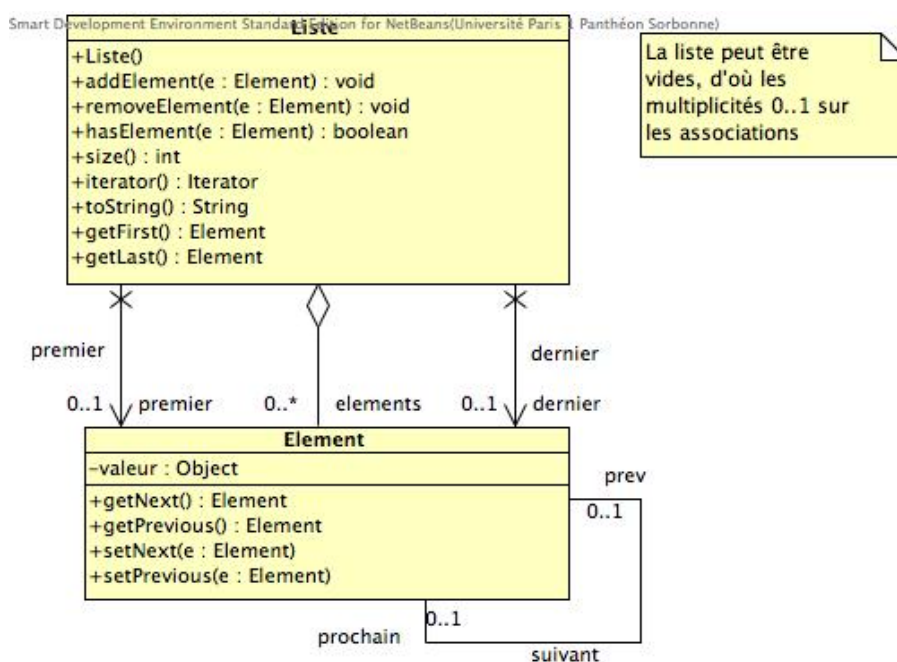 Smart Development Environment Standard Edition for NetBeans(Université Paris 1 Panthéon Sorbonne)
Liste
+Liste()
+addElement(e : Element) : void
+removeElement(e : Element) : void
+hasElement(e : Element) : boolean
+size() : int
+iterator() : Iterator
+toString() : String
+getFirst() : Element
+getLast() : Element
La liste peut être
vides, d'où les
multiplicités 0..1 sur
les associations
premier
dernier
0..1 premier
0..* elements
0..1 dernier
Element
-valeur : Object
+getNext() : Element
+getPrevious() : Element
+setNext(e : Element)
+setPrevious(e : Element)
prev
0..1
0..1
prochain
suivant